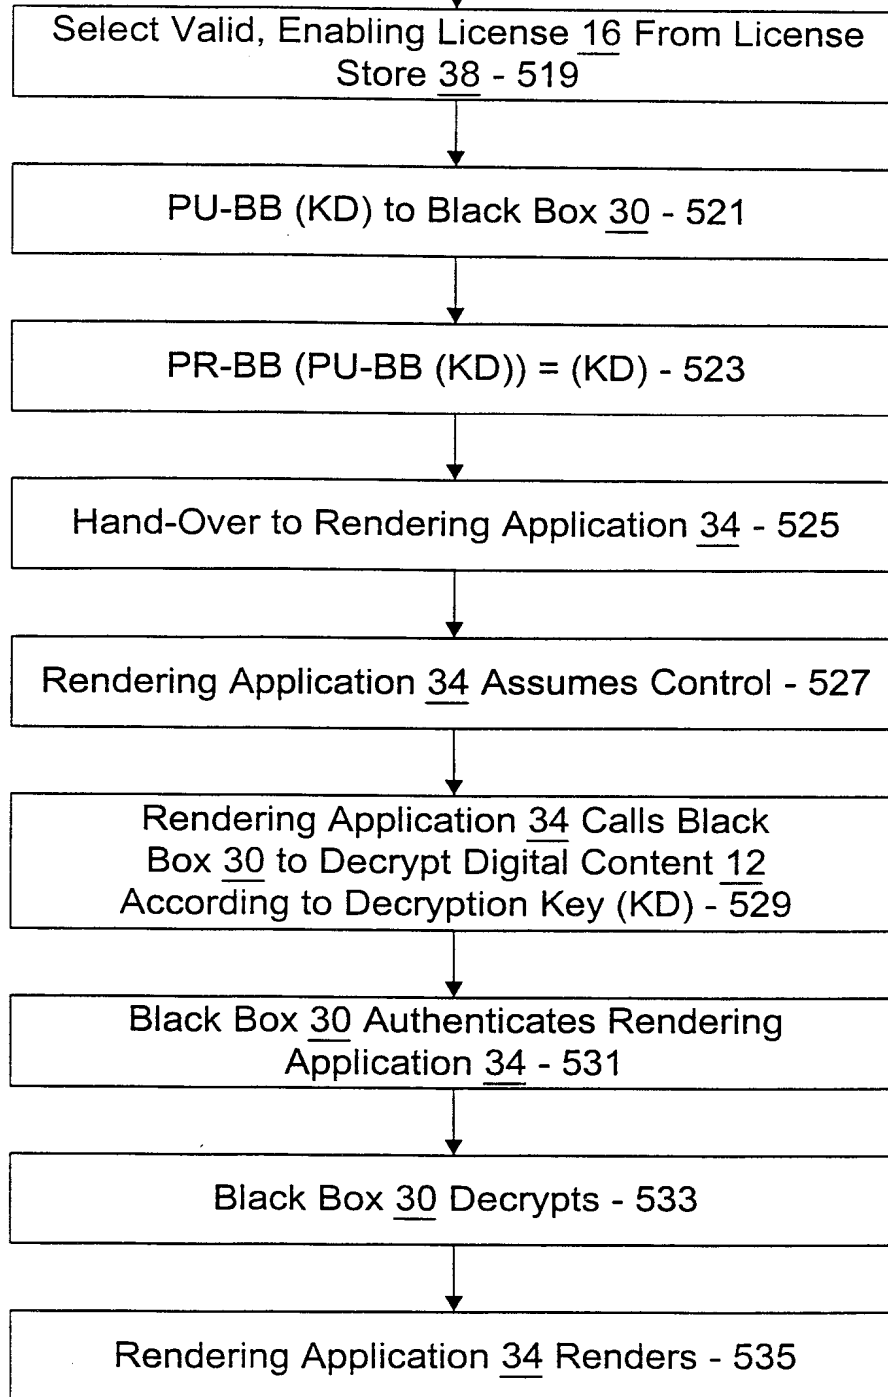 Select Valid, Enabling License 16 From License
Store 38 - 519
PU-BB (KD) to Black Box 30 - 521
PR-BB (PU-BB (KD)) = (KD) - 523
Hand-Over to Rendering Application 34 - 525
Rendering Application 34 Assumes Control - 527
Rendering Application 34 Calls Black
Box 30 to Decrypt Digital Content 12
According to Decryption Key (KD) - 529
Black Box 30 Authenticates Rendering
Application 34 - 531
Black Box 30 Decrypts - 533
Rendering Application 34 Renders - 535